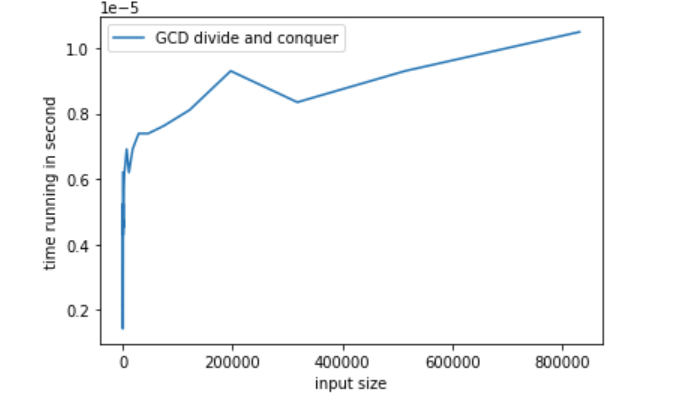 1e−5
GCD divide and conquer
1.0
0.8
0.6
0.4
0.2
time running in second
0 200000 400000 600000 800000
input size